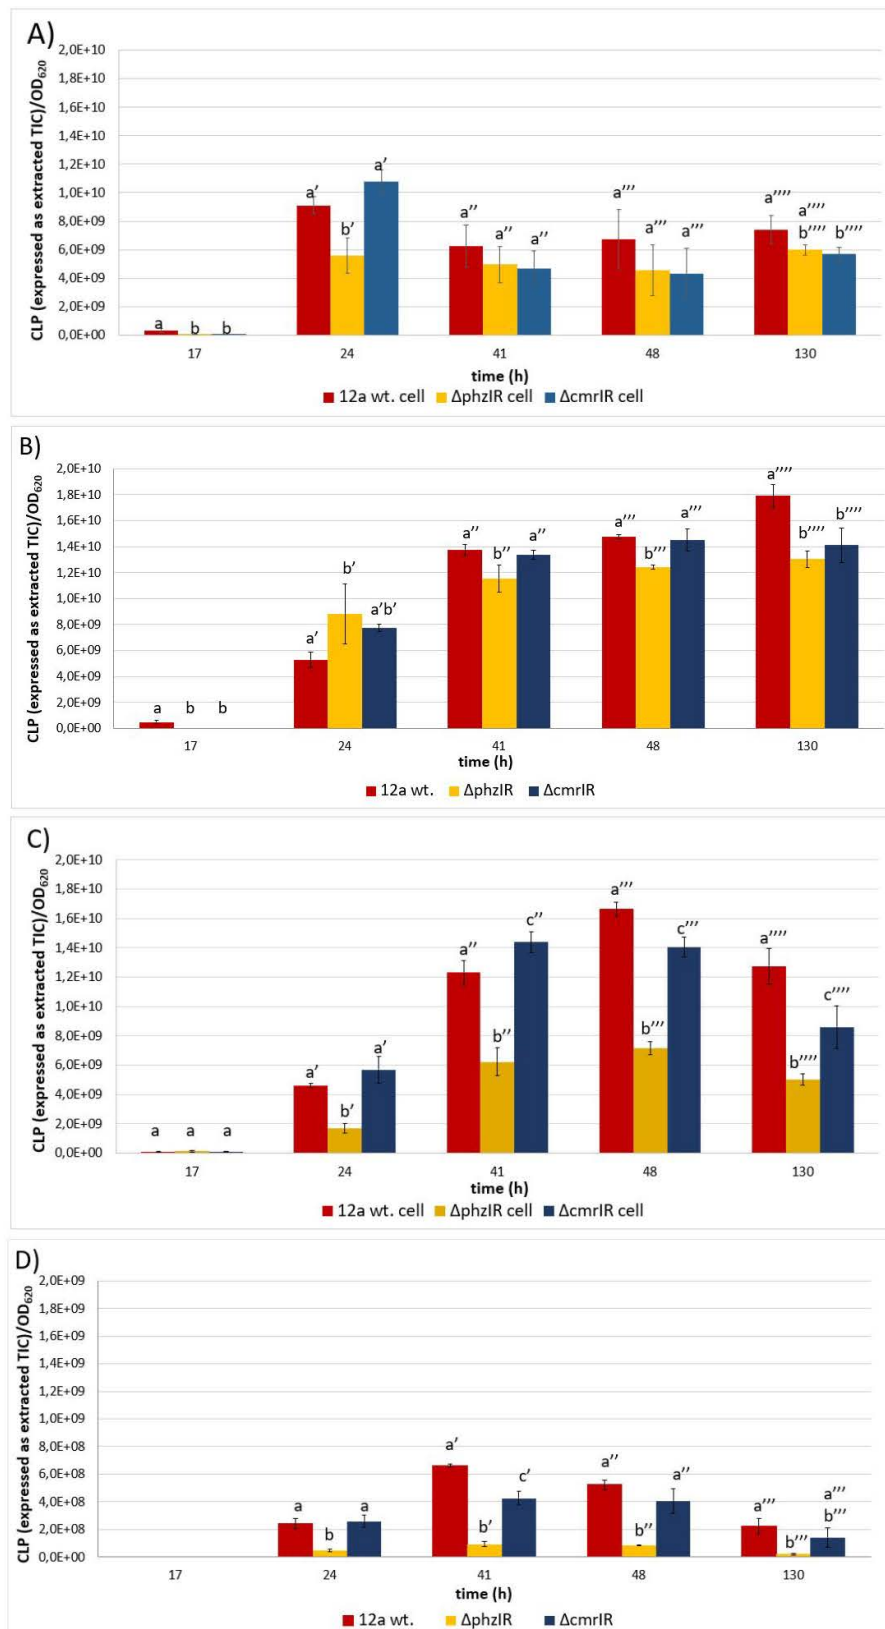 A)
CLP (expressed as extracted TIC)/OD620
2,0E+10
1,8E+10
1,6E+10
1,4E+10
1,2E+10
1,0E+10
8,0E+09
6,0E+09
4,0E+09
2,0E+09
0,0E+00
a b b
a′ b′ a′
a′′ a′′ a′′
a′′′ a′′′ a′′′
a′′′′ a′′′′ b′′′′ b′′′′
17 24 41 48 130
time (h)
12a wt. cell ΔphzIR cell ΔcmrIR cell
B)
CLP (expressed as extracted TIC)/OD620
2,0E+10
1,8E+10
1,6E+10
1,4E+10
1,2E+10
1,0E+10
8,0E+09
6,0E+09
4,0E+09
2,0E+09
0,0E+00
a b b
a′ b′ a′b′
a′′ b′′ a′′
a′′′ b′′′ a′′′
a′′′′ b′′′′ b′′′′
17 24 41 48 130
time (h)
12a wt. ΔphzIR ΔcmrIR
C)
CLP (expressed as extracted TIC)/OD620
2,0E+10
1,8E+10
1,6E+10
1,4E+10
1,2E+10
1,0E+10
8,0E+09
6,0E+09
4,0E+09
2,0E+09
0,0E+00
a a a
a′ b′ a′
a′′ b′′ c′′
a′′′ b′′′ c′′′
a′′′′ b′′′′ c′′′′
17 24 41 48 130
time (h)
12a wt. cell ΔphzIR cell ΔcmrIR cell
D)
CLP (expressed as extracted TIC)/OD620
2,0E+09
1,8E+09
1,6E+09
1,4E+09
1,2E+09
1,0E+09
8,0E+08
6,0E+08
4,0E+08
2,0E+08
0,0E+00
a b a
a′ b′ c′
a′′ b′′ a′′
a′′′ b′′′ a′′′ b′′′
17 24 41 48 130
time (h)
12a wt. ΔphzIR ΔcmrIR